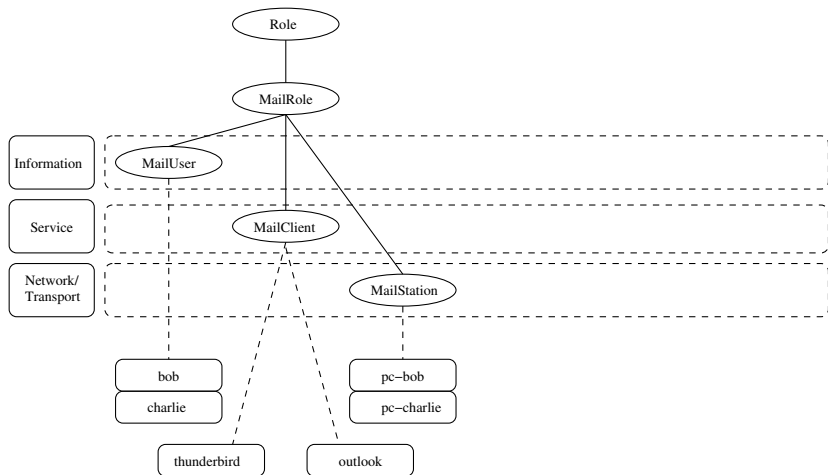 Role
MailRole
Information
MailUser
Service
MailClient
Network/
Transport
MailStation
bob
pc−bob
charlie
pc−charlie
thunderbird
outlook